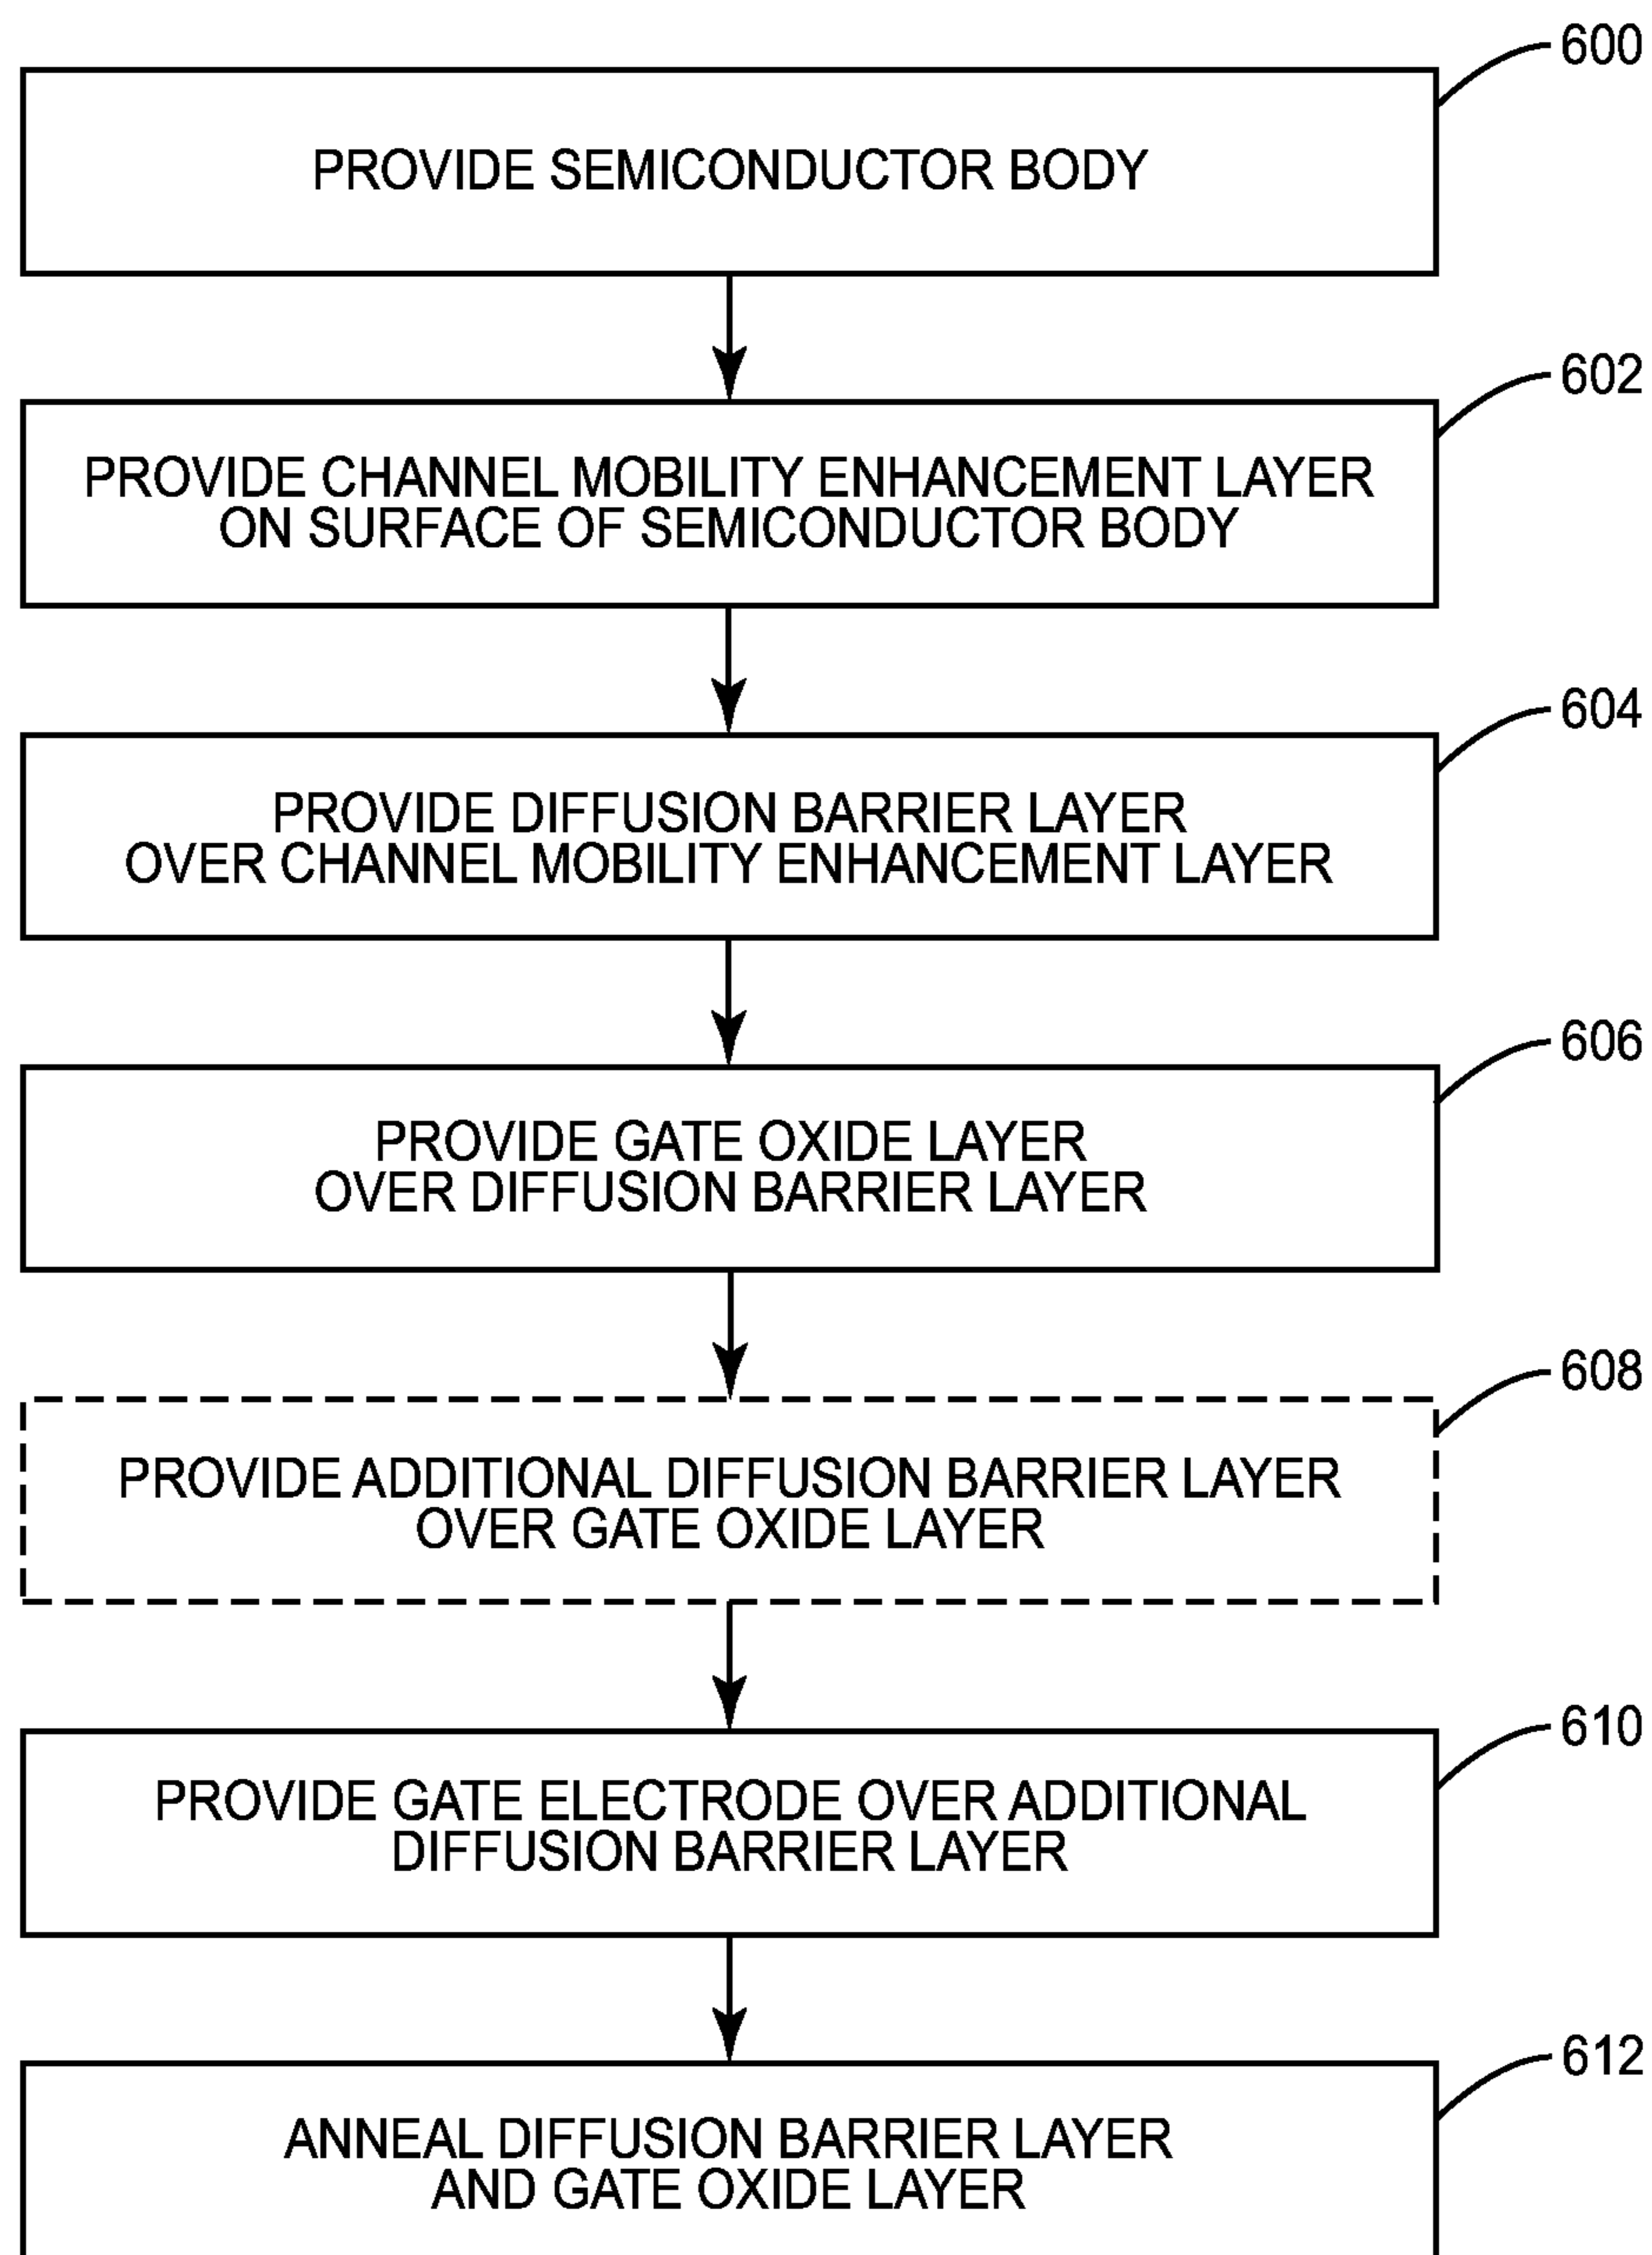 600
PROVIDE SEMICONDUCTOR BODY
602
PROVIDE CHANNEL MOBILITY ENHANCEMENT LAYER
ON SURFACE OF SEMICONDUCTOR BODY
604
PROVIDE DIFFUSION BARRIER LAYER
OVER CHANNEL MOBILITY ENHANCEMENT LAYER
606
PROVIDE GATE OXIDE LAYER
OVER DIFFUSION BARRIER LAYER
608
PROVIDE ADDITIONAL DIFFUSION BARRIER LAYER
OVER GATE OXIDE LAYER
610
PROVIDE GATE ELECTRODE OVER ADDITIONAL
DIFFUSION BARRIER LAYER
612
ANNEAL DIFFUSION BARRIER LAYER
AND GATE OXIDE LAYER